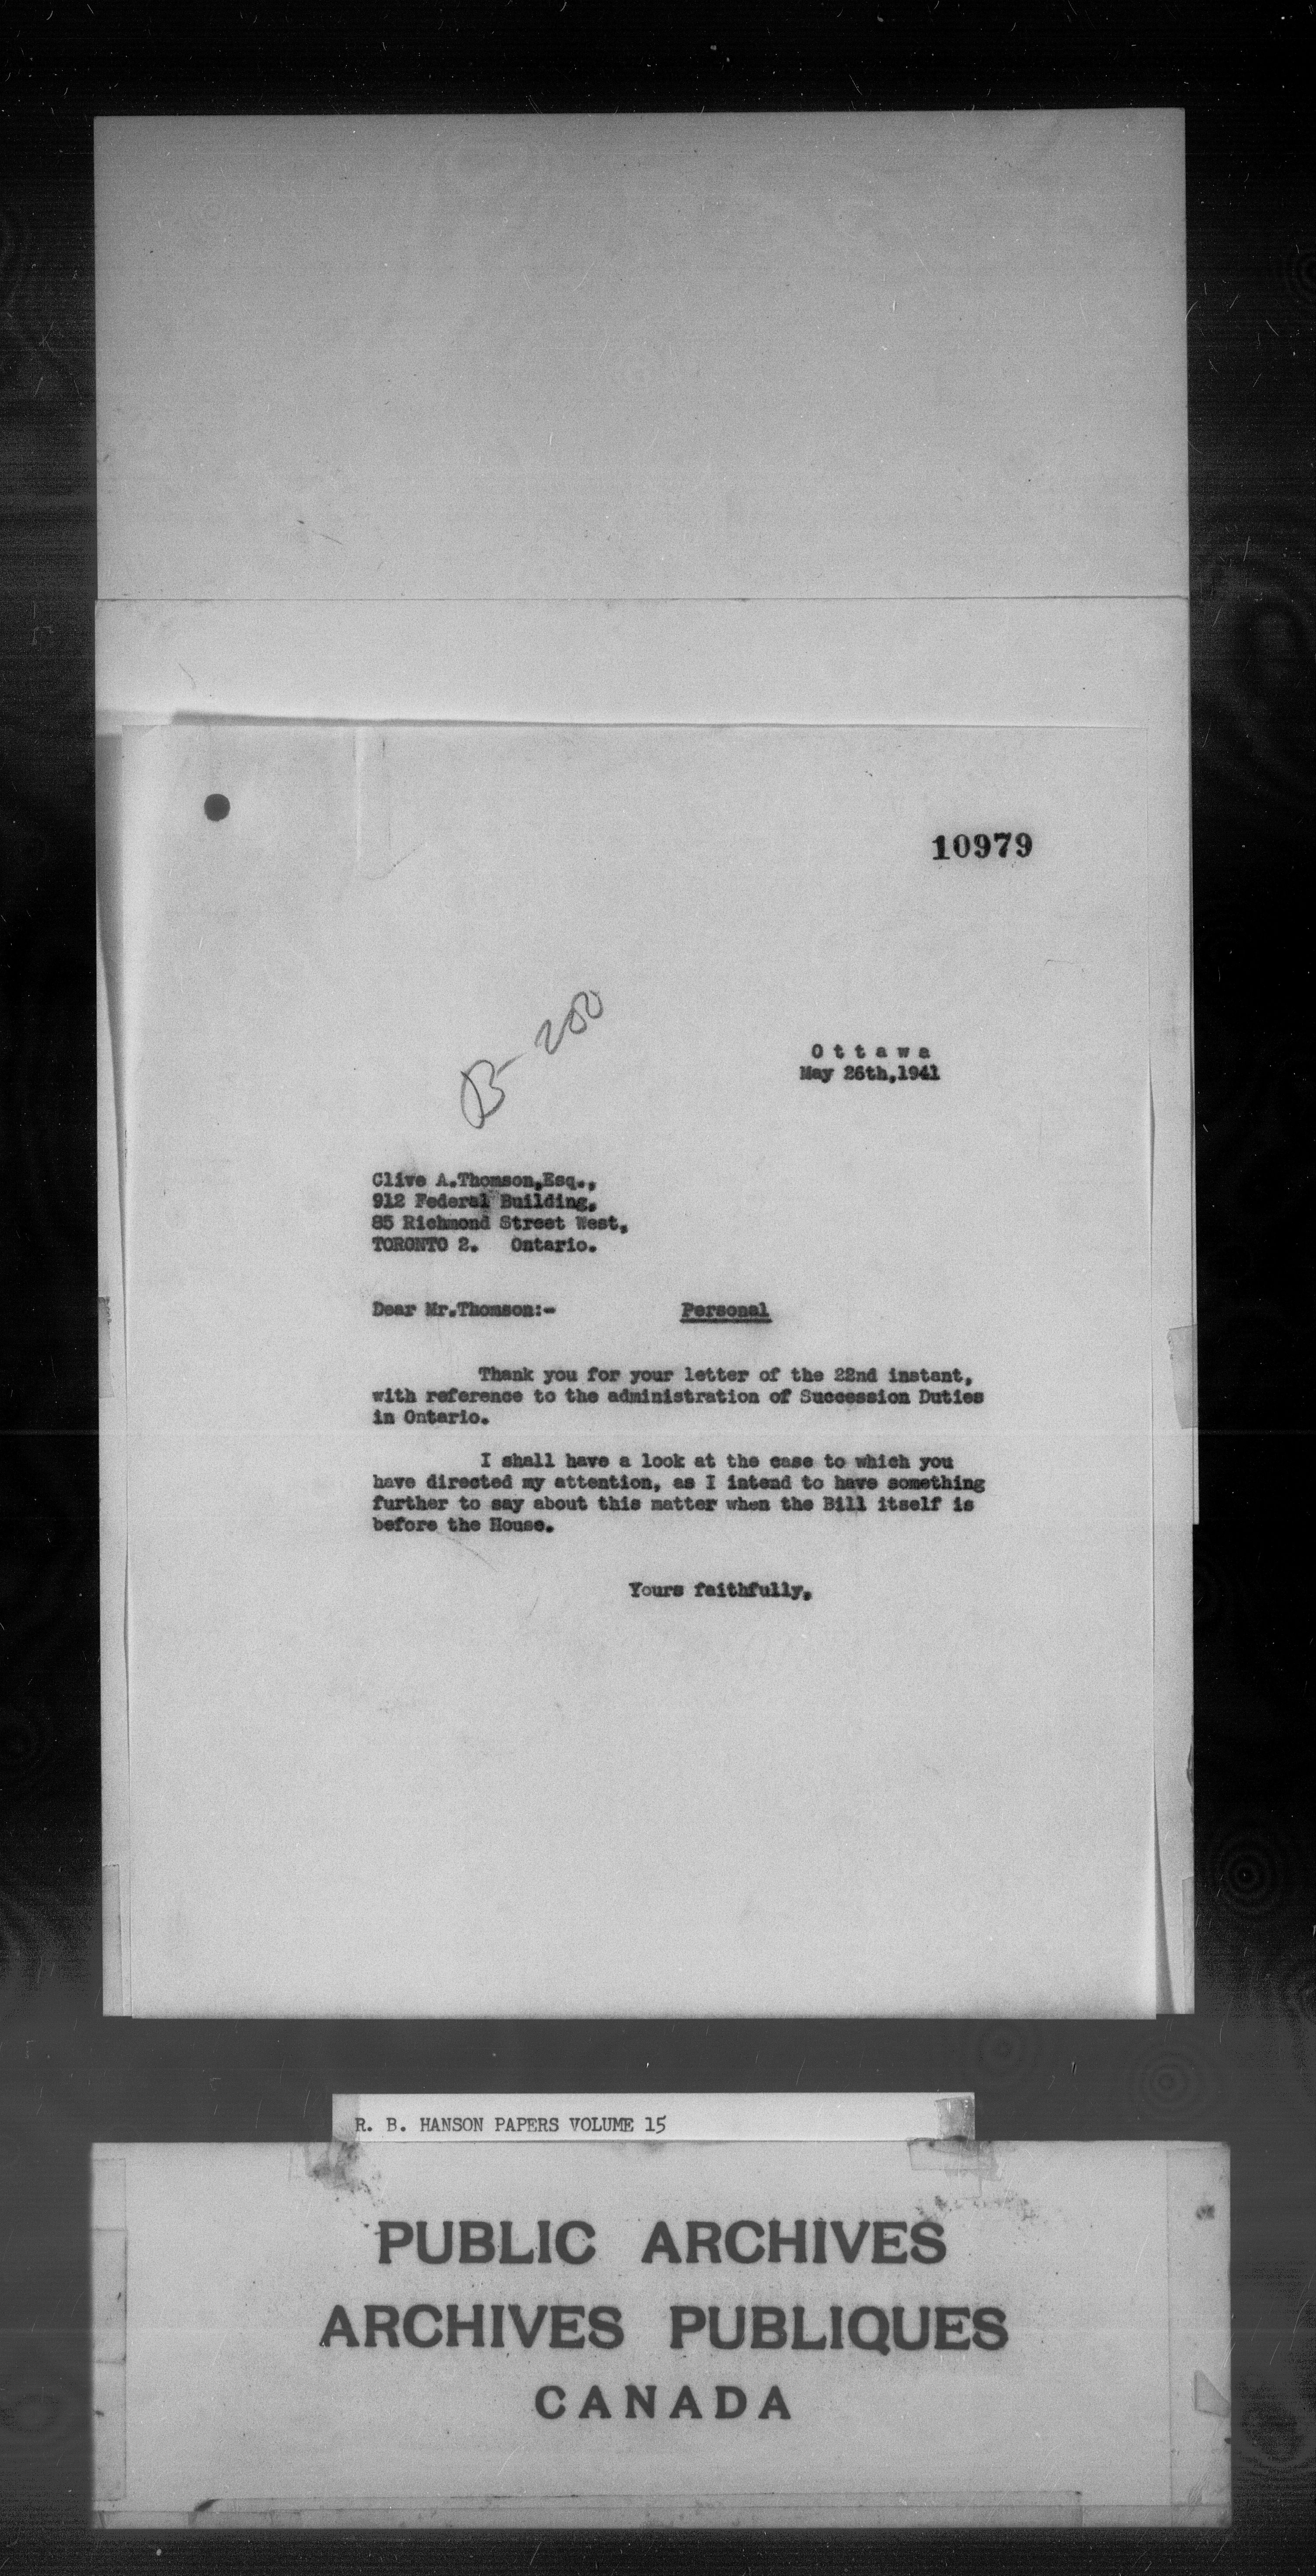 10979
B-200
Ottawa
May 26th,1941
Clive A.Thomson,Esq.,
912 Federal Building,
85 Richmond Street West,
TORONTO 2. Ontario.
Dear Mr.Thomson:- Personal
Thank you for your letter of the 22nd instant,
with reference to the administration of Succession Duties
in Ontario.
I shall have a look at the case to which you
have directed my attention, as I intend to have something
further to say about this matter when the Bill itself is
before the House.
Yours faithfully,
R. B. HANSON PAPERS VOLUME 15
PUBLIC ARCHIVES
ARCHIVES PUBLIQUES
CANADA